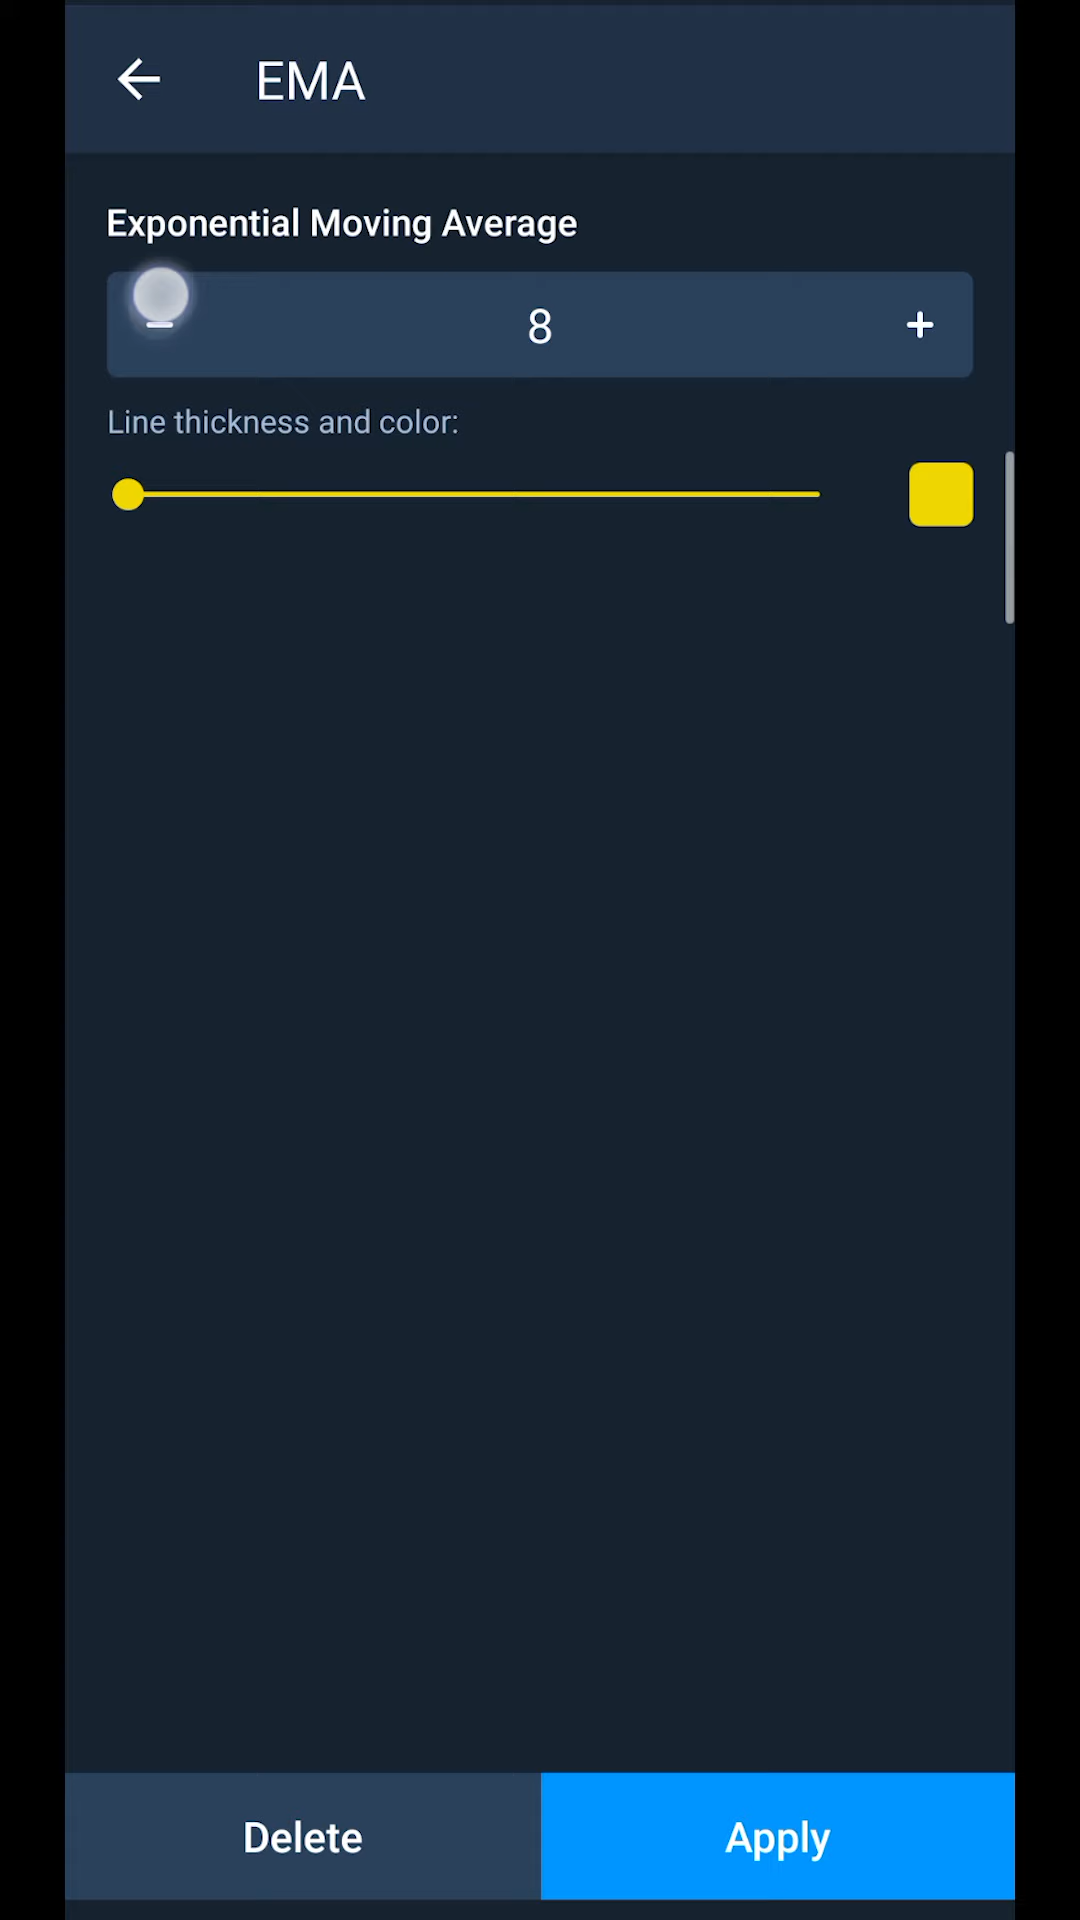 EMA
Exponential Moving Average
8
Line thickness and color:
Delete
Apply